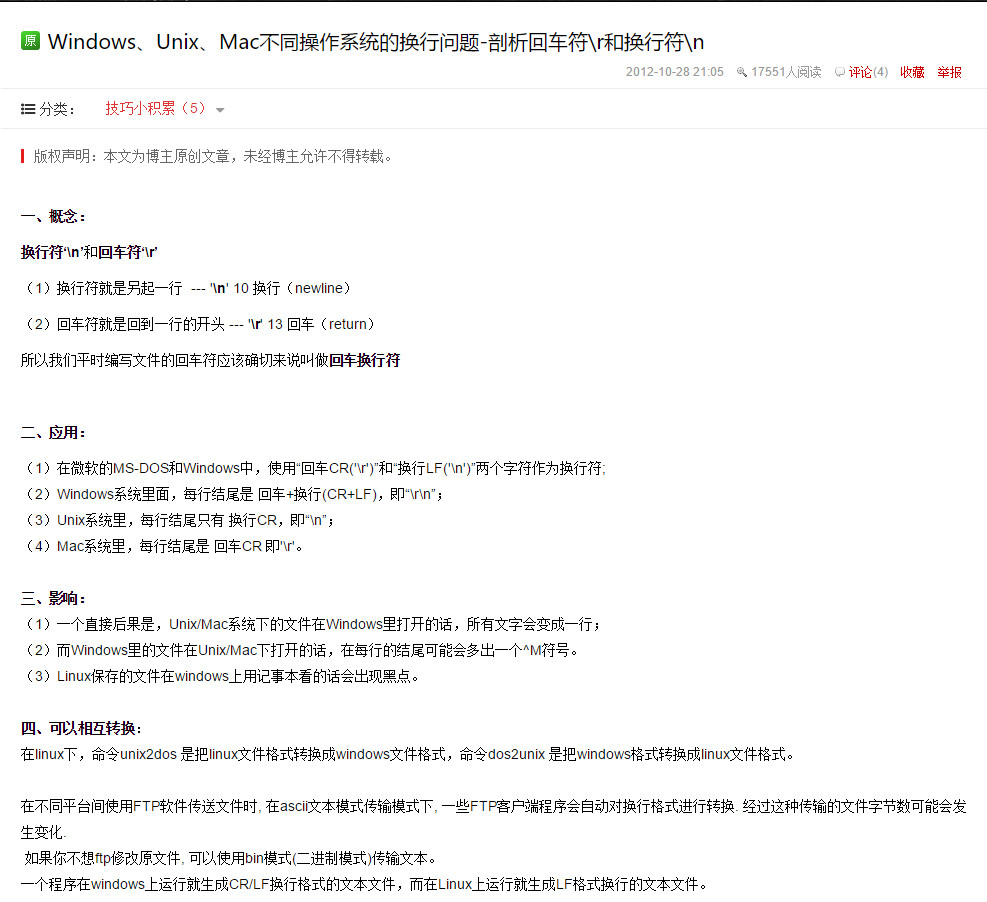 原 Windows、Unix、Mac不同操作系统的换行问题-剖析回车符\r和换行符\n
2012-10-28 21:05 17551人阅读 评论(4) 收藏 举报
分类： 技巧小积累（5）
版权声明：本文为博主原创文章，未经博主允许不得转载。
一、概念：
换行符‘\n’和回车符‘\r’
（1）换行符就是另起一行 --- '\n' 10 换行（newline）
（2）回车符就是回到一行的开头 --- '\r' 13 回车（return）
所以我们平时编写文件的回车符应该确切来说叫做回车换行符
二、应用：
（1）在微软的MS-DOS和Windows中，使用“回车CR('\r')”和“换行LF('\n')”两个字符作为换行符;
（2）Windows系统里面，每行结尾是 回车+换行(CR+LF)，即“\r\n”；
（3）Unix系统里，每行结尾只有 换行CR，即“\n”；
（4）Mac系统里，每行结尾是 回车CR 即'\r'。
三、影响：
（1）一个直接后果是，Unix/Mac系统下的文件在Windows里打开的话，所有文字会变成一行；
（2）而Windows里的文件在Unix/Mac下打开的话，在每行的结尾可能会多出一个^M符号。
（3）Linux保存的文件在windows上用记事本看的话会出现黑点。
四、可以相互转换：
在linux下，命令unix2dos 是把linux文件格式转换成windows文件格式，命令dos2unix 是把windows格式转换成linux文件格式。
在不同平台间使用FTP软件传送文件时, 在ascii文本模式传输模式下, 一些FTP客户端程序会自动对换行格式进行转换. 经过这种传输的文件字节数可能会发
生变化.
如果你不想ftp修改原文件, 可以使用bin模式(二进制模式)传输文本。
一个程序在windows上运行就生成CR/LF换行格式的文本文件，而在Linux上运行就生成LF格式换行的文本文件。